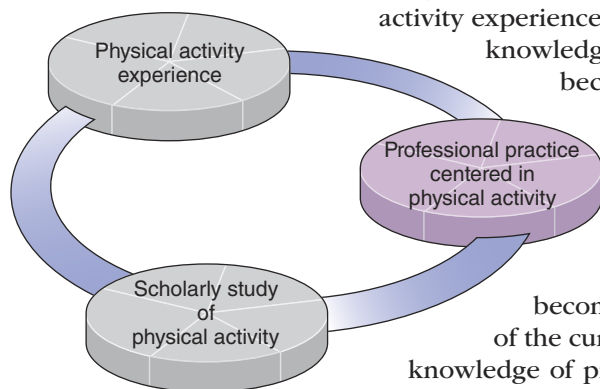 activity experience
knowledg
bec
Physical activity
experience
Professional practice
centered in
physical activity
Scholarly study
of
physical activity
becom
of the cur
knowledge of p